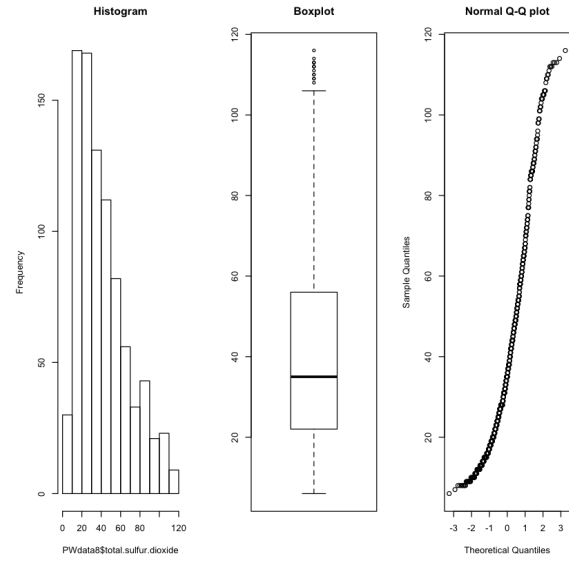 Histogram
Frequency
0
50
100
150
0 20 40 60 80 120
PWdata8$total.sulfur.dioxide
Boxplot
20
40
60
80
100
120
Normal Q-Q plot
Sample Quantiles
20
40
60
80
100
120
-3 -2 -1 0 1 2 3
Theoretical Quantiles